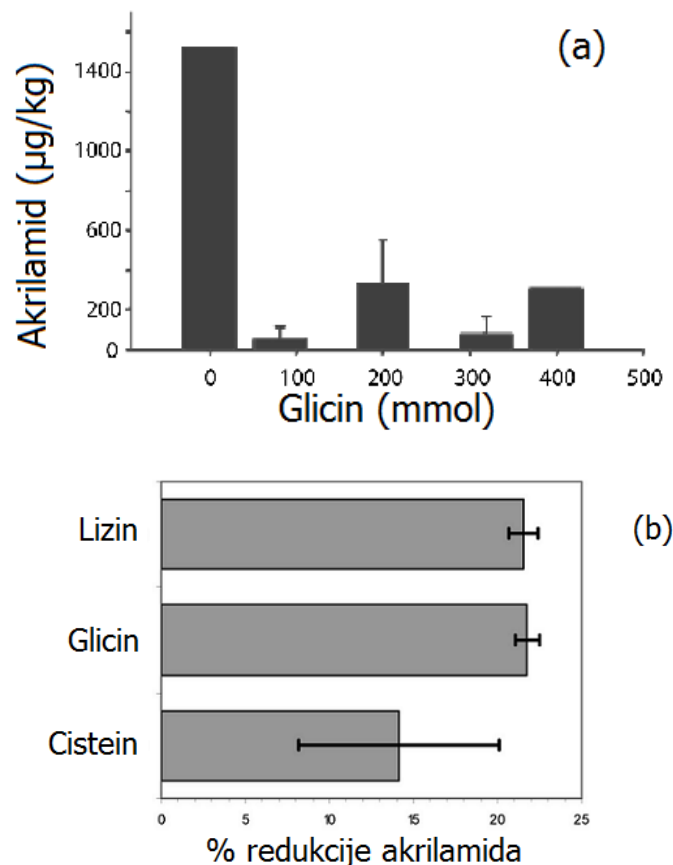 (a)
Akrilamid (µg/kg)
1400
1000
600
200
0
0 100 200 300 400 500
Glicin (mmol)
(b)
Lizin
Glicin
Cistein
0 5 10 15 20 25
% redukcije akrilamida